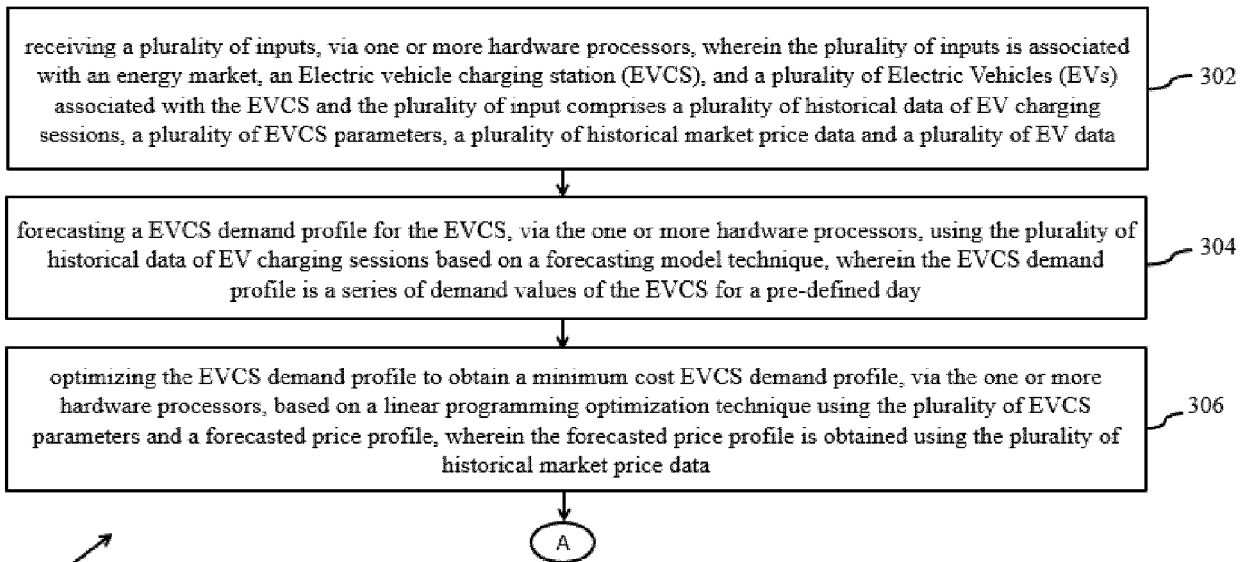 receiving a plurality of inputs, via one or more hardware processors, wherein the plurality of inputs is associated
with an energy market, an Electric vehicle charging station (EVCS), and a plurality of Electric Vehicles (EVs)
associated with the EVCS and the plurality of input comprises a plurality of historical data of EV charging
sessions, a plurality of EVCS parameters, a plurality of historical market price data and a plurality of EV data
302
forecasting a EVCS demand profile for the EVCS, via the one or more hardware processors, using the plurality of
historical data of EV charging sessions based on a forecasting model technique, wherein the EVCS demand
profile is a series of demand values of the EVCS for a pre-defined day
304
optimizing the EVCS demand profile to obtain a minimum cost EVCS demand profile, via the one or more
hardware processors, based on a linear programming optimization technique using the plurality of EVCS
parameters and a forecasted price profile, wherein the forecasted price profile is obtained using the plurality of
historical market price data
306
A